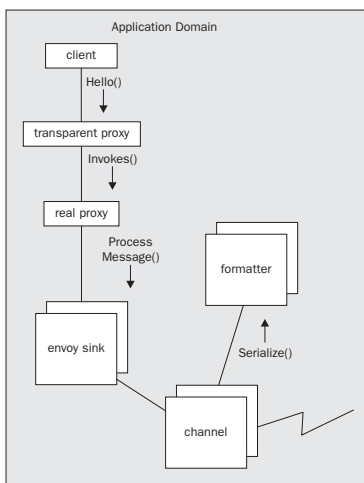 Application Domain
client
Hello()
transparent proxy
Invokes()
real proxy
Process
Message()
formatter
envoy sink
Serialize()
channel